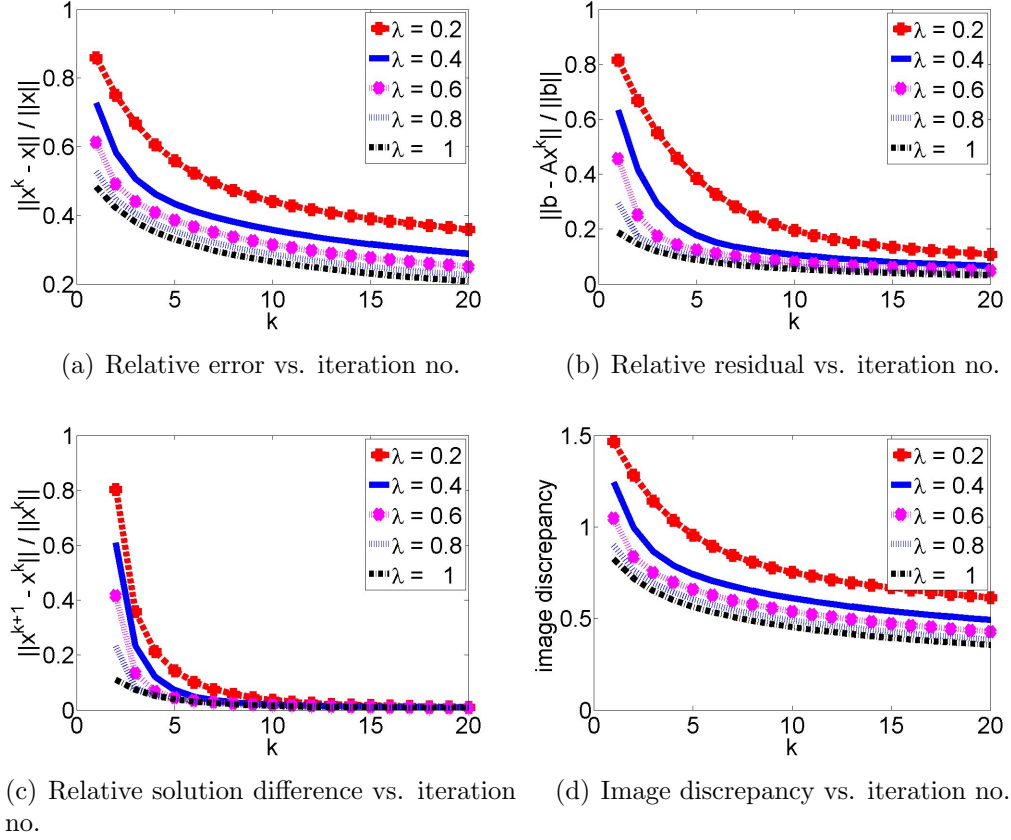 1
0.8
0.6
0.4
0.2
0 5 10 15 20
k
||x^k - x|| / ||x||
λ = 0.2
λ = 0.4
λ = 0.6
λ = 0.8
λ = 1
(a) Relative error vs. iteration no.
1
0.8
0.6
0.4
0.2
0
0 5 10 15 20
k
||b - Ax^k|| / ||b||
λ = 0.2
λ = 0.4
λ = 0.6
λ = 0.8
λ = 1
(b) Relative residual vs. iteration no.
1
0.8
0.6
0.4
0.2
0
0 5 10 15 20
k
||x^{k+1} - x^k|| / ||x^k||
λ = 0.2
λ = 0.4
λ = 0.6
λ = 0.8
λ = 1
(c) Relative solution difference vs. iteration
no.
1.5
1
0.5
0
0 5 10 15 20
k
image discrepancy
λ = 0.2
λ = 0.4
λ = 0.6
λ = 0.8
λ = 1
(d) Image discrepancy vs. iteration no.